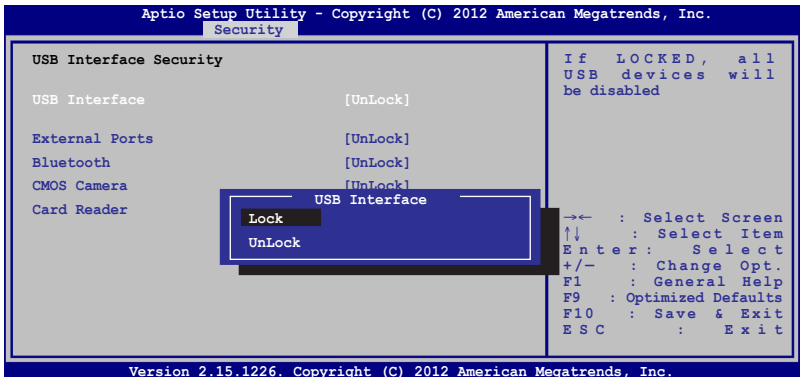 Aptio Setup Utility - Copyright (C) 2012 American Megatrends, Inc.
Security
USB Interface Security
USB Interface [UnLock]
External Ports [UnLock]
Bluetooth [UnLock]
CMOS Camera [UnLock]
Card Reader
USB Interface
Lock
UnLock
If LOCKED, all
USB devices will
be disabled
→← : Select Screen
↑↓ : Select Item
Enter: Select
+/— : Change Opt.
F1 : General Help
F9 : Optimized Defaults
F10 : Save & Exit
ESC : Exit
Version 2.15.1226. Copyright (C) 2012 American Megatrends, Inc.